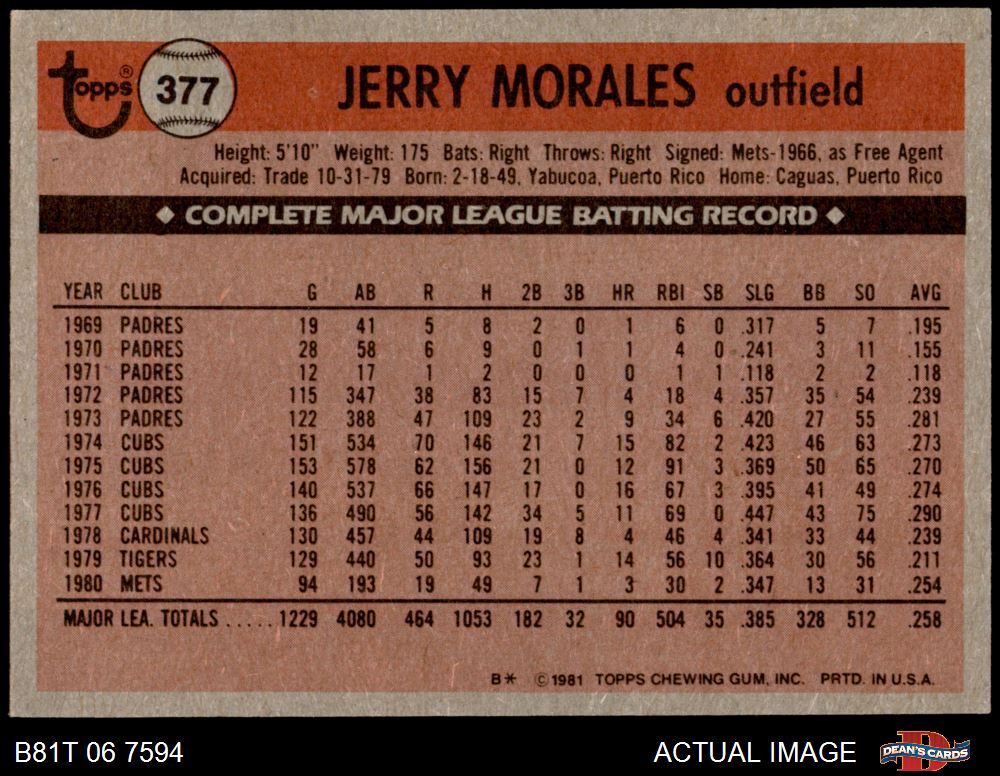 topps® 377 JERRY MORALES outfield
Height: 5'10" Weight: 175 Bats: Right Throws: Right Signed: Mets-1966, as Free Agent
Acquired: Trade 10-31-79 Born: 2-18-49, Yabucoa, Puerto Rico Home: Caguas, Puerto Rico
◆ COMPLETE MAJOR LEAGUE BATTING RECORD ◆
YEAR CLUB G AB R H 2B 3B HR RBI SB SLG BB SO AVG
1969 PADRES 19 41 5 8 2 0 1 6 0 .317 5 7 .195
1970 PADRES 28 58 6 9 0 1 1 4 0 .241 3 11 .155
1971 PADRES 12 17 1 2 0 0 0 1 1 .118 2 2 .118
1972 PADRES 115 347 38 83 15 7 4 18 4 .357 35 54 .239
1973 PADRES 122 388 47 109 23 2 9 34 6 .420 27 55 .281
1974 CUBS 151 534 70 146 21 7 15 82 2 .423 46 63 .273
1975 CUBS 153 578 62 156 21 0 12 91 3 .369 50 65 .270
1976 CUBS 140 537 66 147 17 0 16 67 3 .395 41 49 .274
1977 CUBS 136 490 56 142 34 5 11 69 0 .447 43 75 .290
1978 CARDINALS 130 457 44 109 19 8 4 46 4 .341 33 44 .239
1979 TIGERS 129 440 50 93 23 1 14 56 10 .364 30 56 .211
1980 METS 94 193 19 49 7 1 3 30 2 .347 13 31 .254
MAJOR LEA. TOTALS ..... 1229 4080 464 1053 182 32 90 504 35 .385 328 512 .258
B* ©1981 TOPPS CHEWING GUM, INC. PRTD. IN U.S.A.
B81T 06 7594 ACTUAL IMAGE DEAN'S CARDS